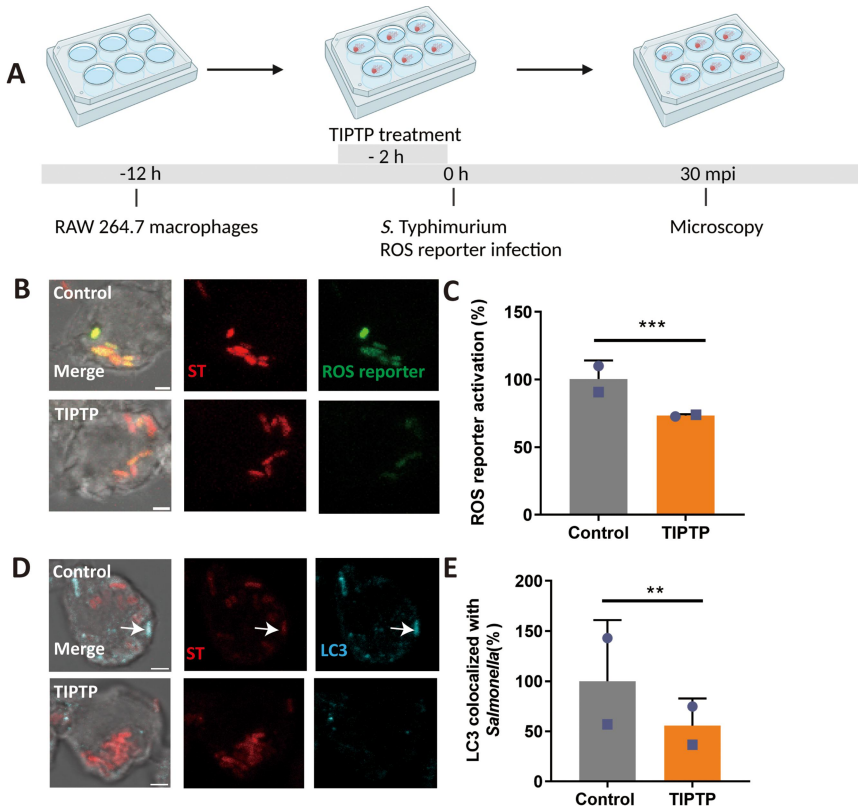 A
TIPTP treatment
- 2 h
-12 h
0 h
30 mpi
RAW 264.7 macrophages
S. Typhimurium
ROS reporter infection
Microscopy
B
Control
Merge
ST
ROS reporter
TIPTP
C
ROS reporter activation (%)
150
100
50
0
***
Control
TIPTP
D
Control
Merge
ST
LC3
TIPTP
E
LC3 colocalized with
Salmonella(%)
200
150
100
50
0
**
Control
TIPTP